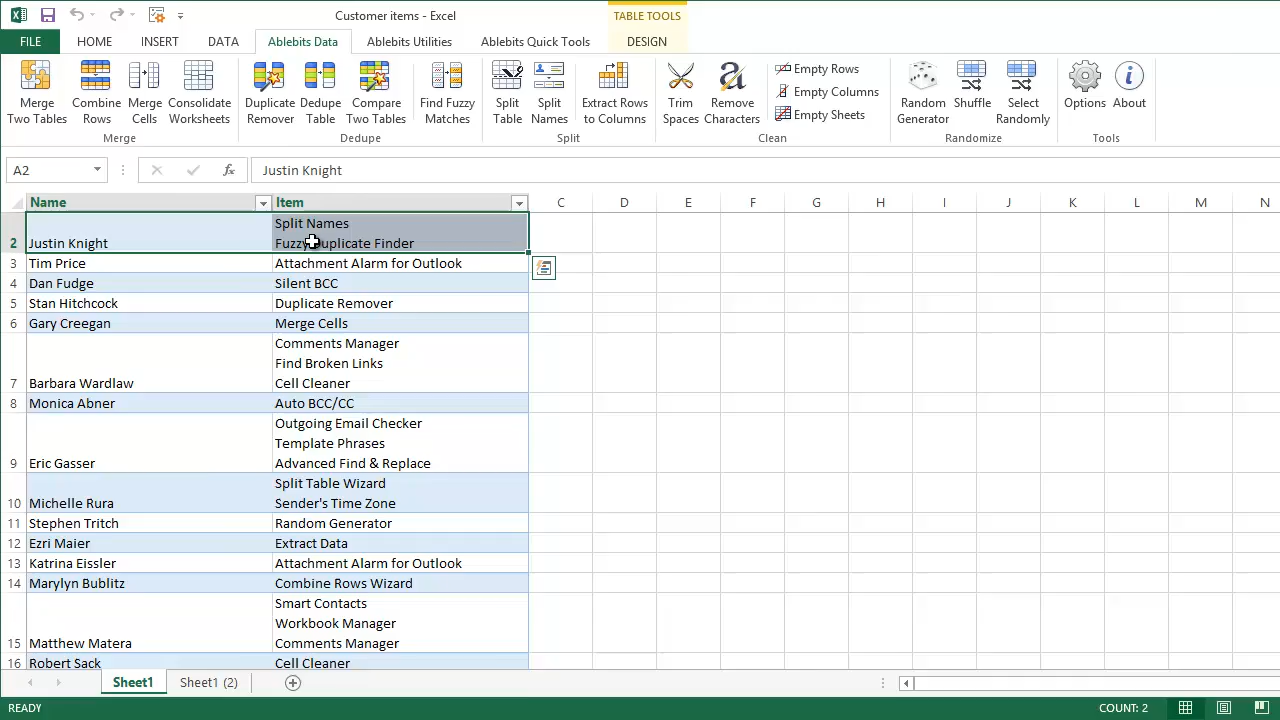 Customer items - Excel
TABLE TOOLS
FILE
HOME
INSERT
DATA
Ablebits Data
Ablebits Utilities
Ablebits Quick Tools
DESIGN
Merge
Two Tables
Combine
Rows
Merge
Cells
Consolidate
Worksheets
Merge
Duplicate
Remover
Dedupe
Table
Compare
Two Tables
Find Fuzzy
Matches
Dedupe
Split
Table
Split
Names
Extract Rows
to Columns
Split
Trim
Spaces
Remove
Characters
Empty Rows
Empty Columns
Empty Sheets
Clean
Random
Generator
Shuffle
Select
Randomly
Randomize
Options
About
Tools
A2
fx
Justin Knight
Name
Item
C D E F G H I J K L M N
2
Justin Knight
Split Names
Fuzzy Duplicate Finder
3 Tim Price Attachment Alarm for Outlook
4 Dan Fudge Silent BCC
5 Stan Hitchcock Duplicate Remover
6 Gary Creegan Merge Cells
Comments Manager
Find Broken Links
7 Barbara Wardlaw Cell Cleaner
8 Monica Abner Auto BCC/CC
Outgoing Email Checker
Template Phrases
9 Eric Gasser Advanced Find & Replace
Split Table Wizard
10 Michelle Rura Sender's Time Zone
11 Stephen Tritch Random Generator
12 Ezri Maier Extract Data
13 Katrina Eissler Attachment Alarm for Outlook
14 Marylyn Bublitz Combine Rows Wizard
Smart Contacts
Workbook Manager
15 Matthew Matera Comments Manager
16 Robert Sack Cell Cleaner
Sheet1
Sheet1 (2)
READY
COUNT: 2